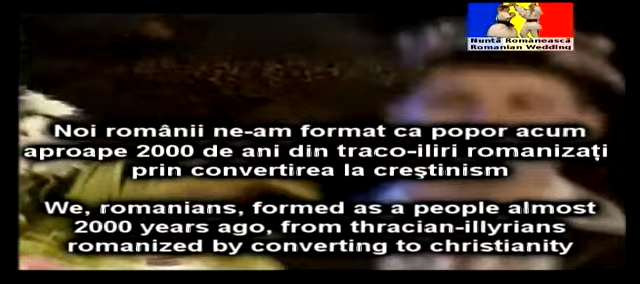 Nuntă Românească
Romanian Wedding
Noi românii ne-am format ca popor acum
aproape 2000 de ani din traco-iliri romanizaţi
prin convertirea la creştinism
We, romanians, formed as a people almost
2000 years ago, from thracian-illyrians
romanized by converting to christianity